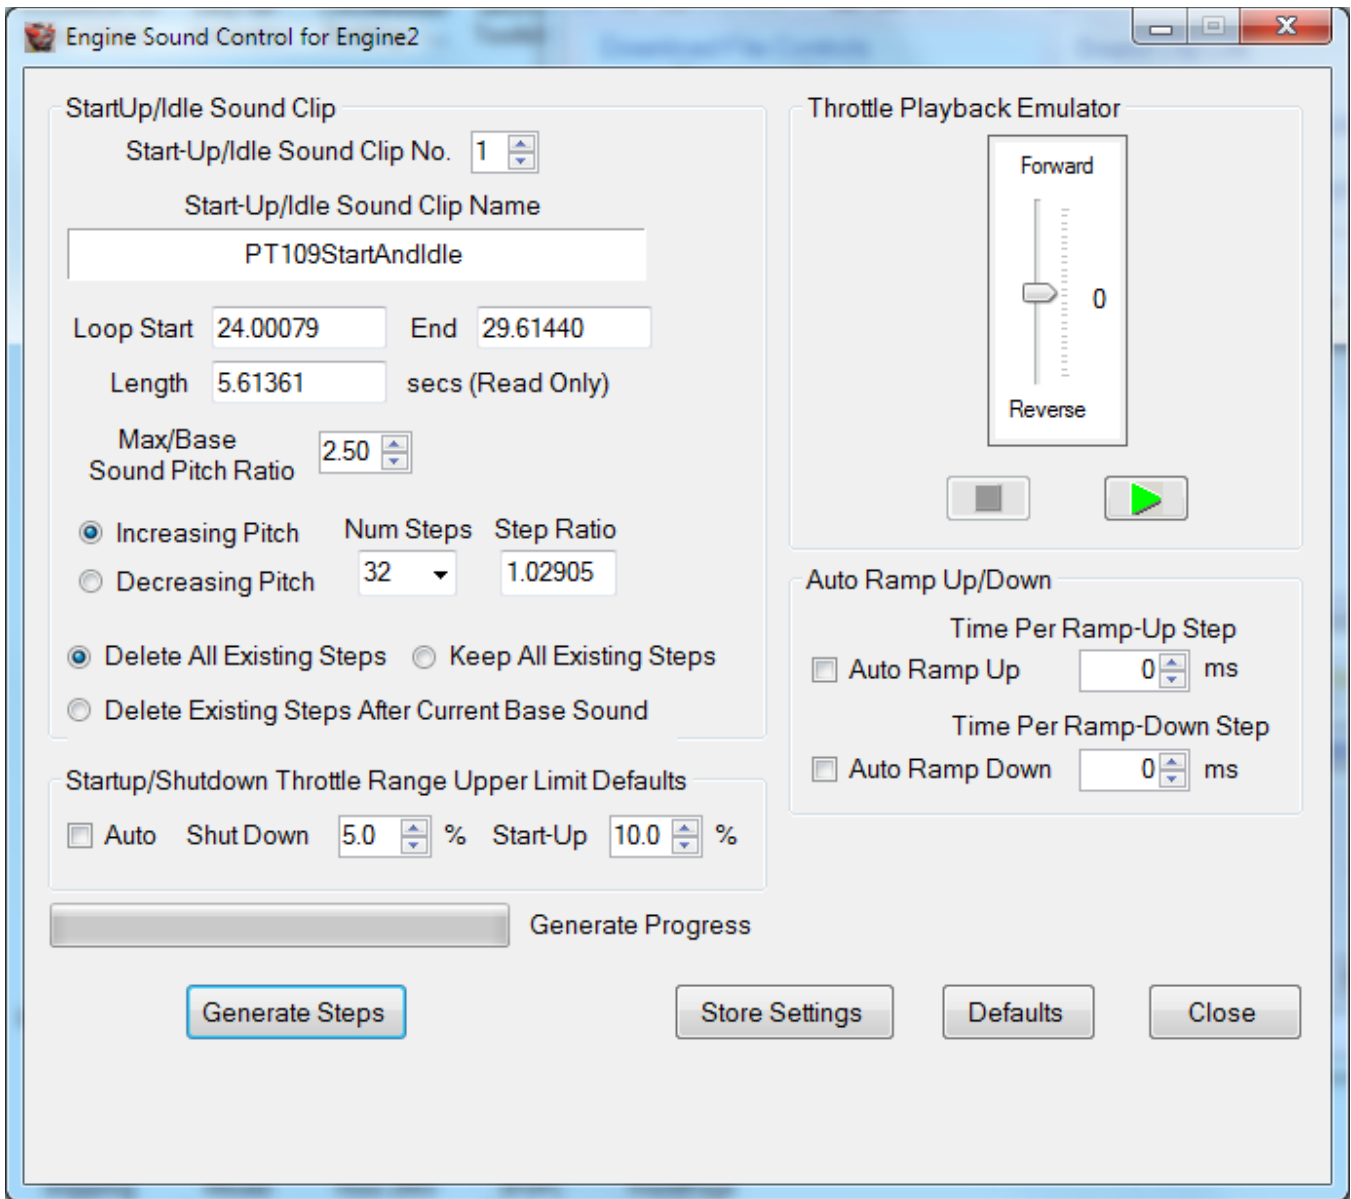 Engine Sound Control for Engine2
StartUp/Idle Sound Clip
Start-Up/Idle Sound Clip No. 1
Start-Up/Idle Sound Clip Name
PT109StartAndIdle
Loop Start 24.00079 End 29.61440
Length 5.61361 secs (Read Only)
Max/Base
Sound Pitch Ratio 2.50
Increasing Pitch
Decreasing Pitch
Num Steps Step Ratio
32 1.02905
Delete All Existing Steps Keep All Existing Steps
Delete Existing Steps After Current Base Sound
Startup/Shutdown Throttle Range Upper Limit Defaults
Auto Shut Down 5.0 % Start-Up 10.0 %
Generate Progress
Throttle Playback Emulator
Forward
0
Reverse
Auto Ramp Up/Down
Time Per Ramp-Up Step
Auto Ramp Up 0 ms
Time Per Ramp-Down Step
Auto Ramp Down 0 ms
Generate Steps Store Settings Defaults Close